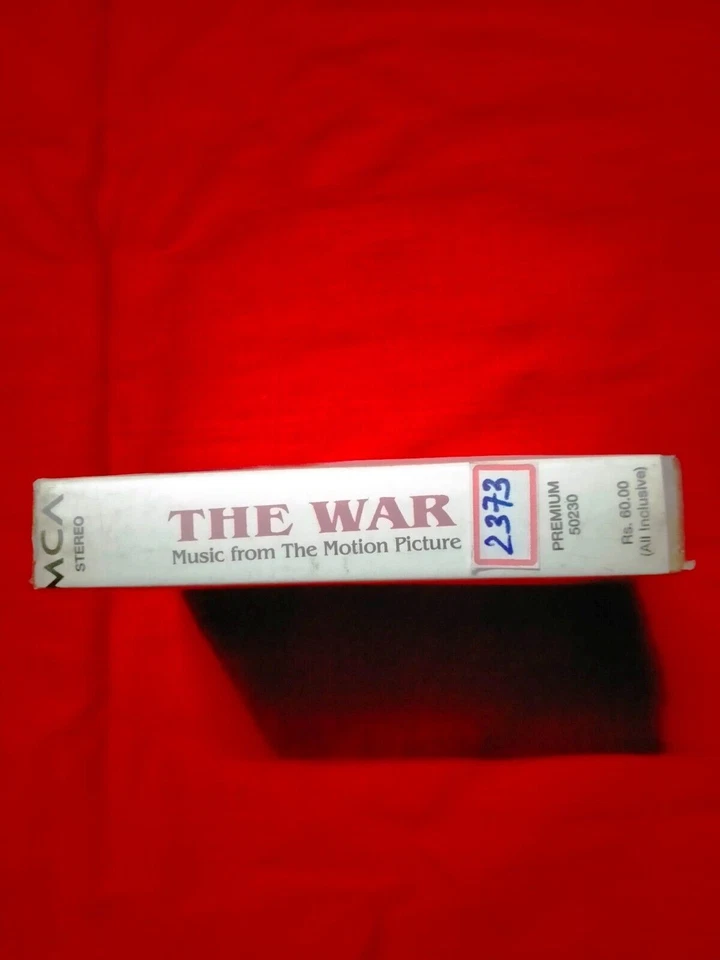 MCA
STEREO
THE WAR
Music from The Motion Picture
2373
PREMIUM
50230
Rs. 60.00
(All Inclusive)